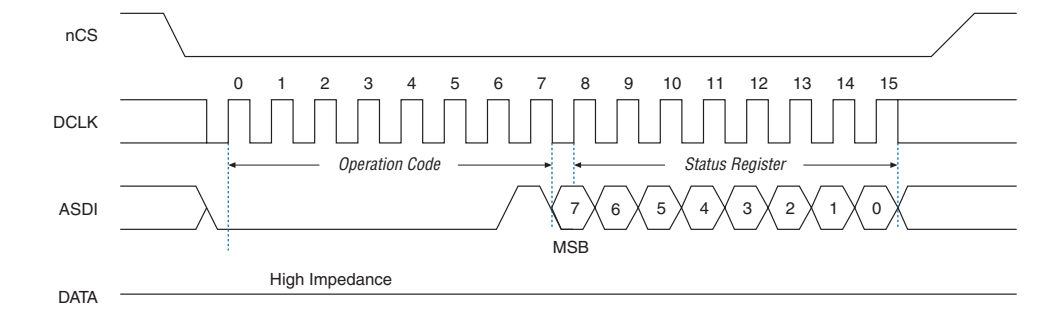 nCS
0 1 2 3 4 5 6 7 8 9 10 11 12 13 14 15
DCLK
Operation Code Status Register
ASDI
7 6 5 4 3 2 1 0
MSB
High Impedance
DATA